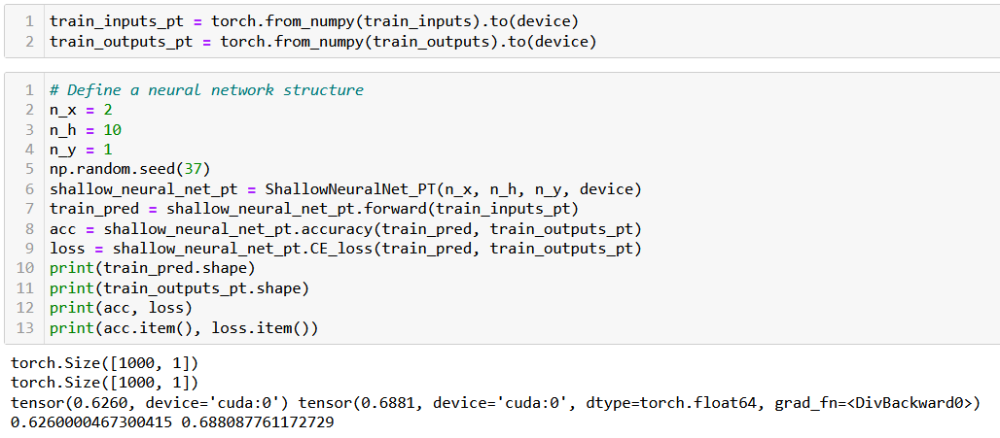 1 train_inputs_pt = torch.from_numpy(train_inputs).to(device)
2 train_outputs_pt = torch.from_numpy(train_outputs).to(device)
1 # Define a neural network structure
2 n_x = 2
3 n_h = 10
4 n_y = 1
5 np.random.seed(37)
6 shallow_neural_net_pt = ShallowNeuralNet_PT(n_x, n_h, n_y, device)
7 train_pred = shallow_neural_net_pt.forward(train_inputs_pt)
8 acc = shallow_neural_net_pt.accuracy(train_pred, train_outputs_pt)
9 loss = shallow_neural_net_pt.CE_loss(train_pred, train_outputs_pt)
10 print(train_pred.shape)
11 print(train_outputs_pt.shape)
12 print(acc, loss)
13 print(acc.item(), loss.item())
torch.Size([1000, 1])
torch.Size([1000, 1])
tensor(0.6260, device='cuda:0') tensor(0.6881, device='cuda:0', dtype=torch.float64, grad_fn=<DivBackward0>)
0.6260000467300415 0.688087761172729